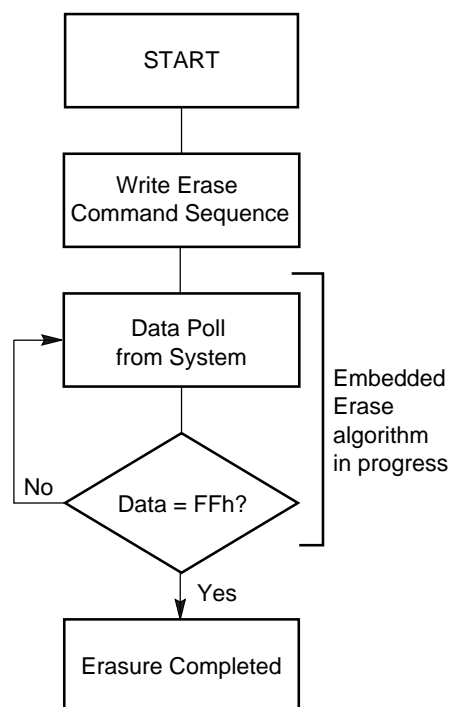 START
Write Erase
Command Sequence
Data Poll
from System
Embedded
Erase
algorithm
in progress
No
Data = FFh?
Yes
Erasure Completed